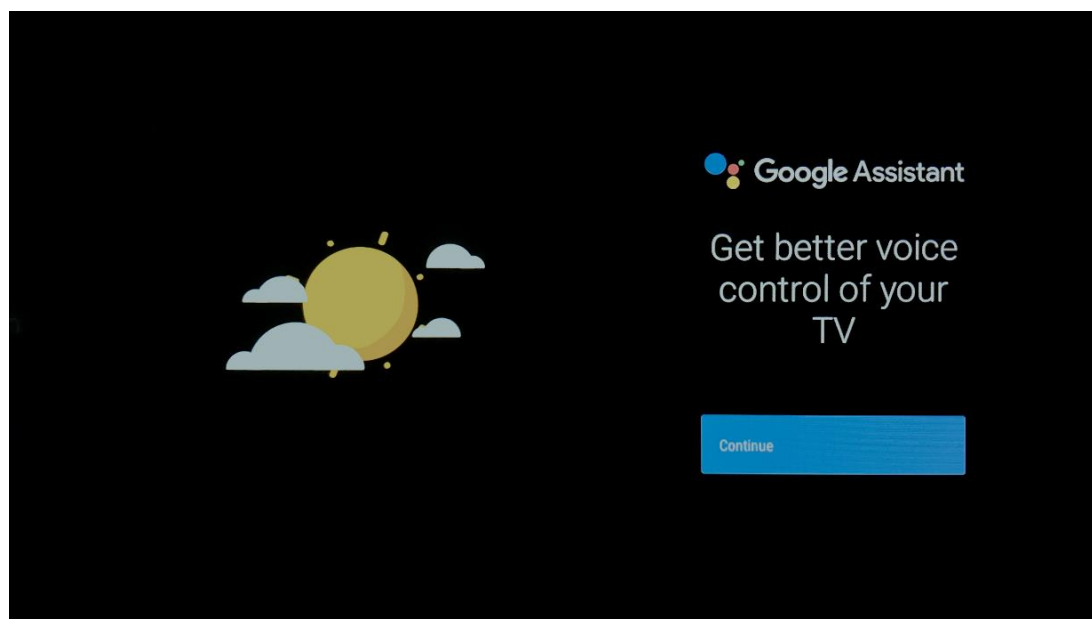 Google Assistant
Get better voice
control of your
TV
Continue